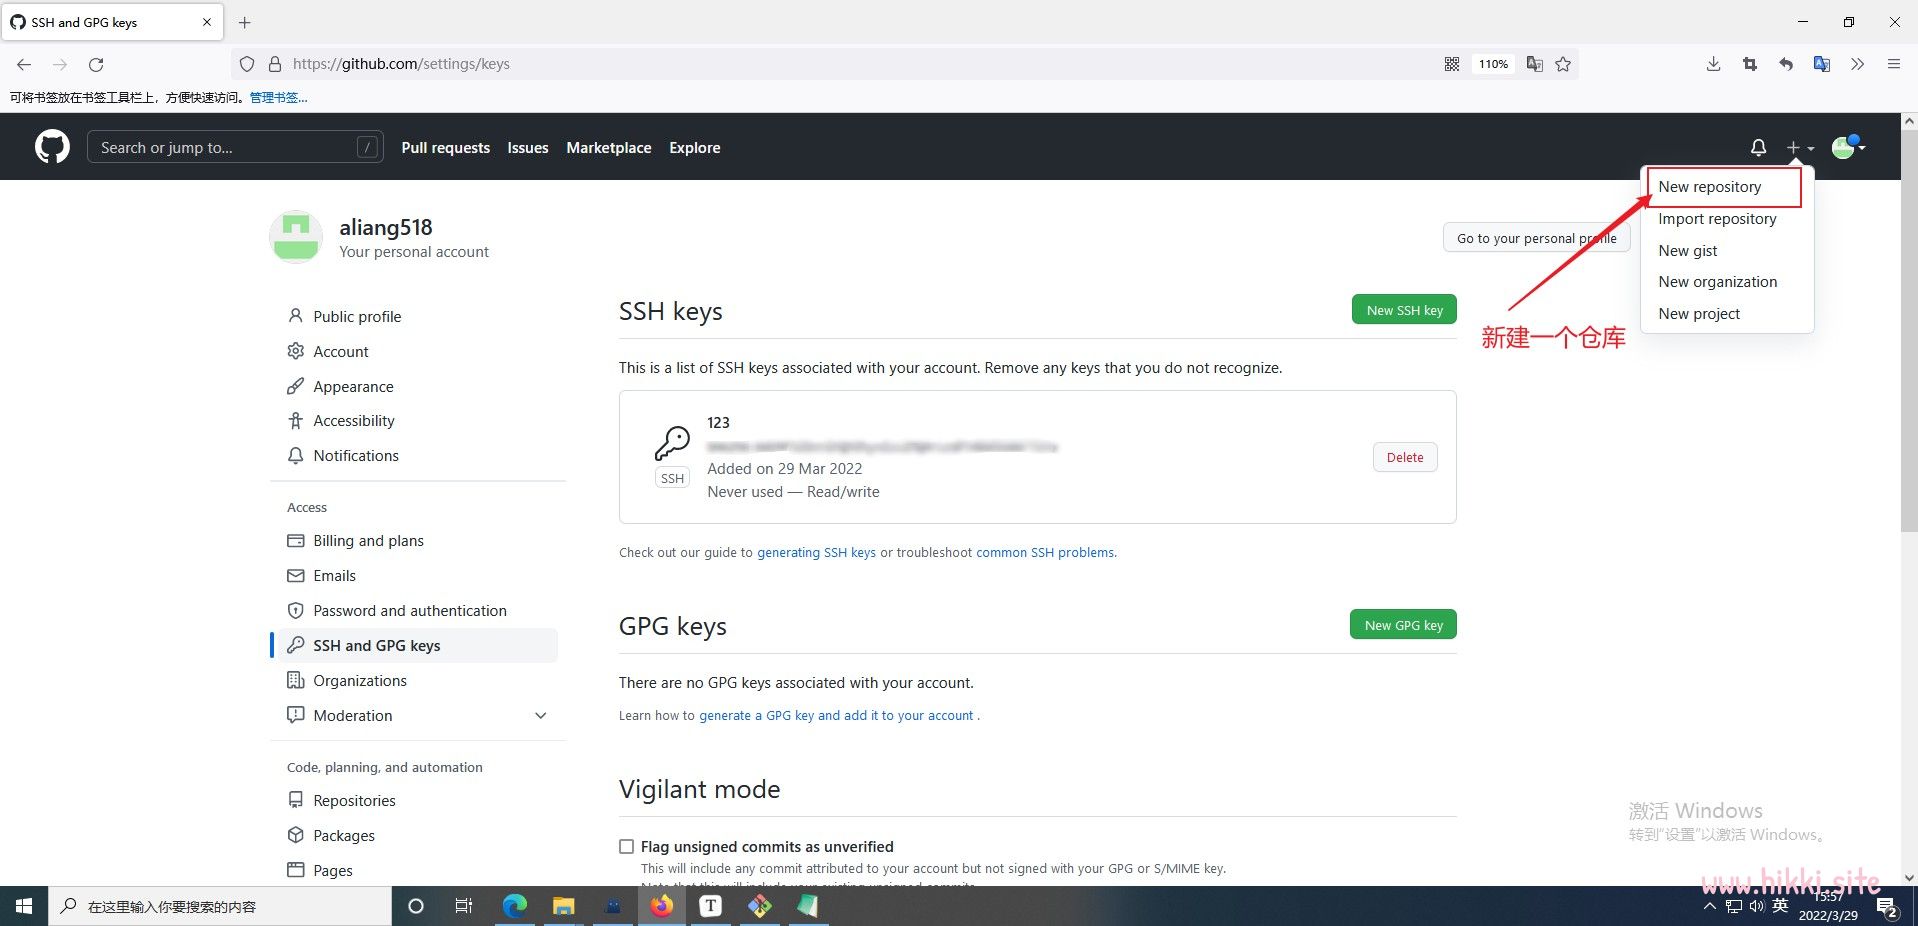 SSH and GPG keys
https://github.com/settings/keys
110%
可将书签放在书签工具栏上，方便快速访问。管理书签...
Search or jump to...
/
Pull requests
Issues
Marketplace
Explore
New repository
Import repository
New gist
New organization
New project
新建一个仓库
aliang518
Your personal account
Go to your personal profile
Public profile
Account
Appearance
Accessibility
Notifications
Access
Billing and plans
Emails
Password and authentication
SSH and GPG keys
Organizations
Moderation
Code, planning, and automation
Repositories
Packages
Pages
SSH keys
New SSH key
This is a list of SSH keys associated with your account. Remove any keys that you do not recognize.
123
SSH
Added on 29 Mar 2022
Never used — Read/write
Delete
Check out our guide to generating SSH keys or troubleshoot common SSH problems.
GPG keys
New GPG key
There are no GPG keys associated with your account.
Learn how to generate a GPG key and add it to your account .
Vigilant mode
Flag unsigned commits as unverified
This will include any commit attributed to your account but not signed with your GPG or S/MIME key.
Note that this will include your existing unsigned commits.
激活 Windows
转到"设置"以激活 Windows。
www.hikki.site
在这里输入你要搜索的内容
T
英
15:57
2022/3/29
2